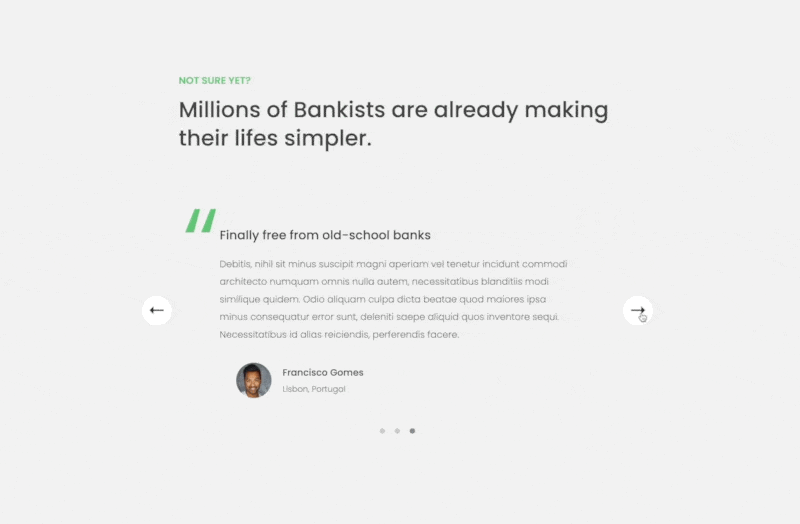 NOT SURE YET?
Millions of Bankists are already making
their lifes simpler.
Finally free from old-school banks
Debitis, nihil sit minus suscipit magni aperiam vel tenetur incidunt commodi
architecto numquam omnis nulla autem, necessitatibus blanditiis modi
similique quidem. Odio aliquam culpa dicta beatae quod maiores ipsa
minus consequatur error sunt, deleniti saepe aliquid quos inventore sequi.
Necessitatibus id alias reiciendis, perferendis facere.
Francisco Gomes
Lisbon, Portugal